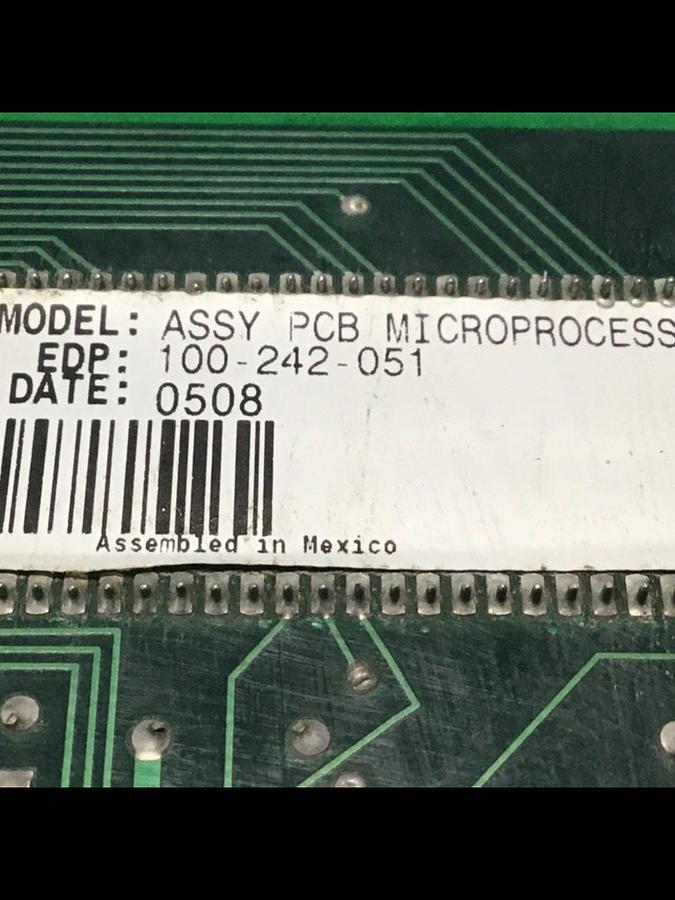 MODEL: ASSY PCB MICROPROCESS
EDP: 100-242-051
DATE: 0508
Assembled in Mexico